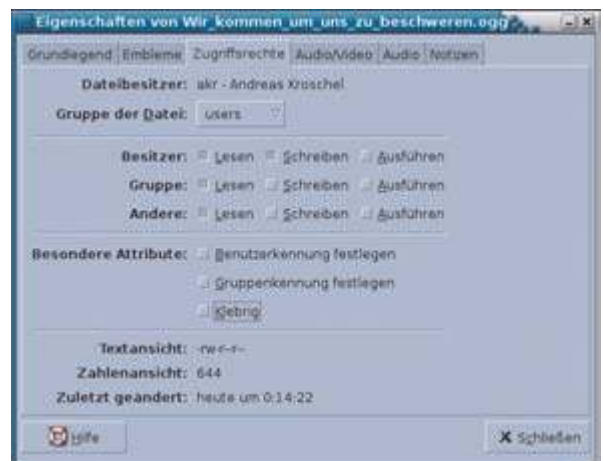 Eigenschaften von Wir_kommen_um_uns_zu_beschweren.ogg
Grundlegend Embleme Zugriffsrechte Audio/Video Audio Notizen
Dateibesitzer: akr - Andreas Kroschel
Gruppe der Datei: users
Besitzer: Lesen Schreiben Ausführen
Gruppe: Lesen Schreiben Ausführen
Andere: Lesen Schreiben Ausführen
Besondere Attribute: Benutzerkennung festlegen
Gruppenkennung festlegen
Klebrig
Textansicht: -rw-r--r--
Zahlenansicht: 644
Zuletzt geändert: heute um 0:14:22
Hilfe Schließen